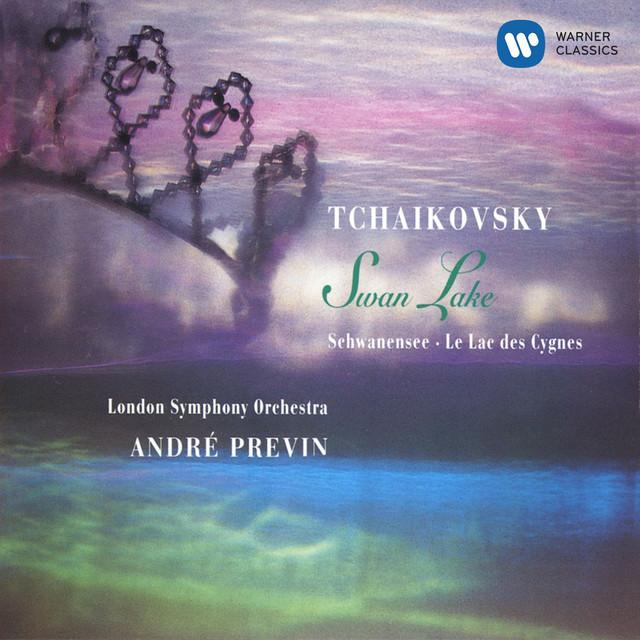 WARNER
CLASSICS
TCHAIKOVSKY
Swan Lake
Schwanensee · Le Lac des Cygnes
London Symphony Orchestra
ANDRÉ PREVIN